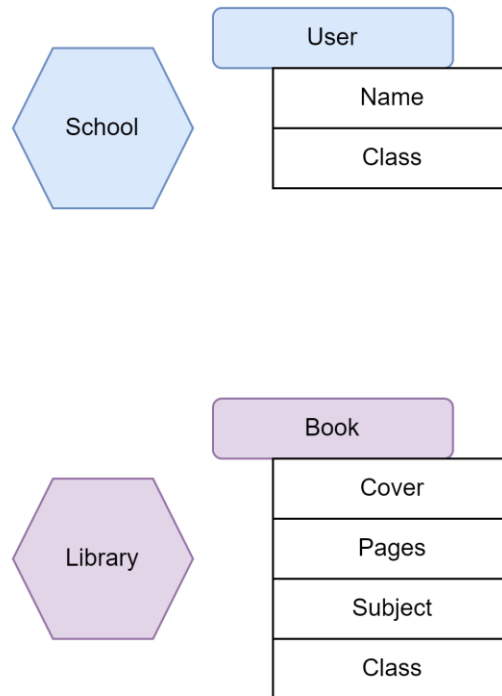 User
Name
School
Class
Book
Cover
Pages
Library
Subject
Class